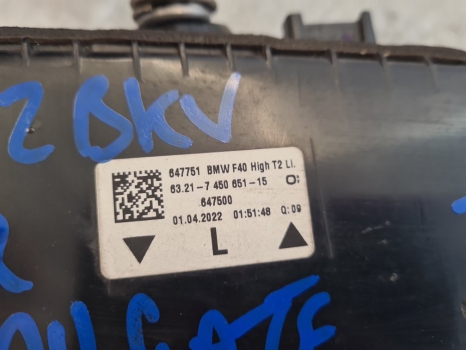 2 BKV
647751 BMW F40 High T2 Li.
63.21-7 450 651-15 O:
647500
01.04.2022 01:51:48 Q:09
L
GATE